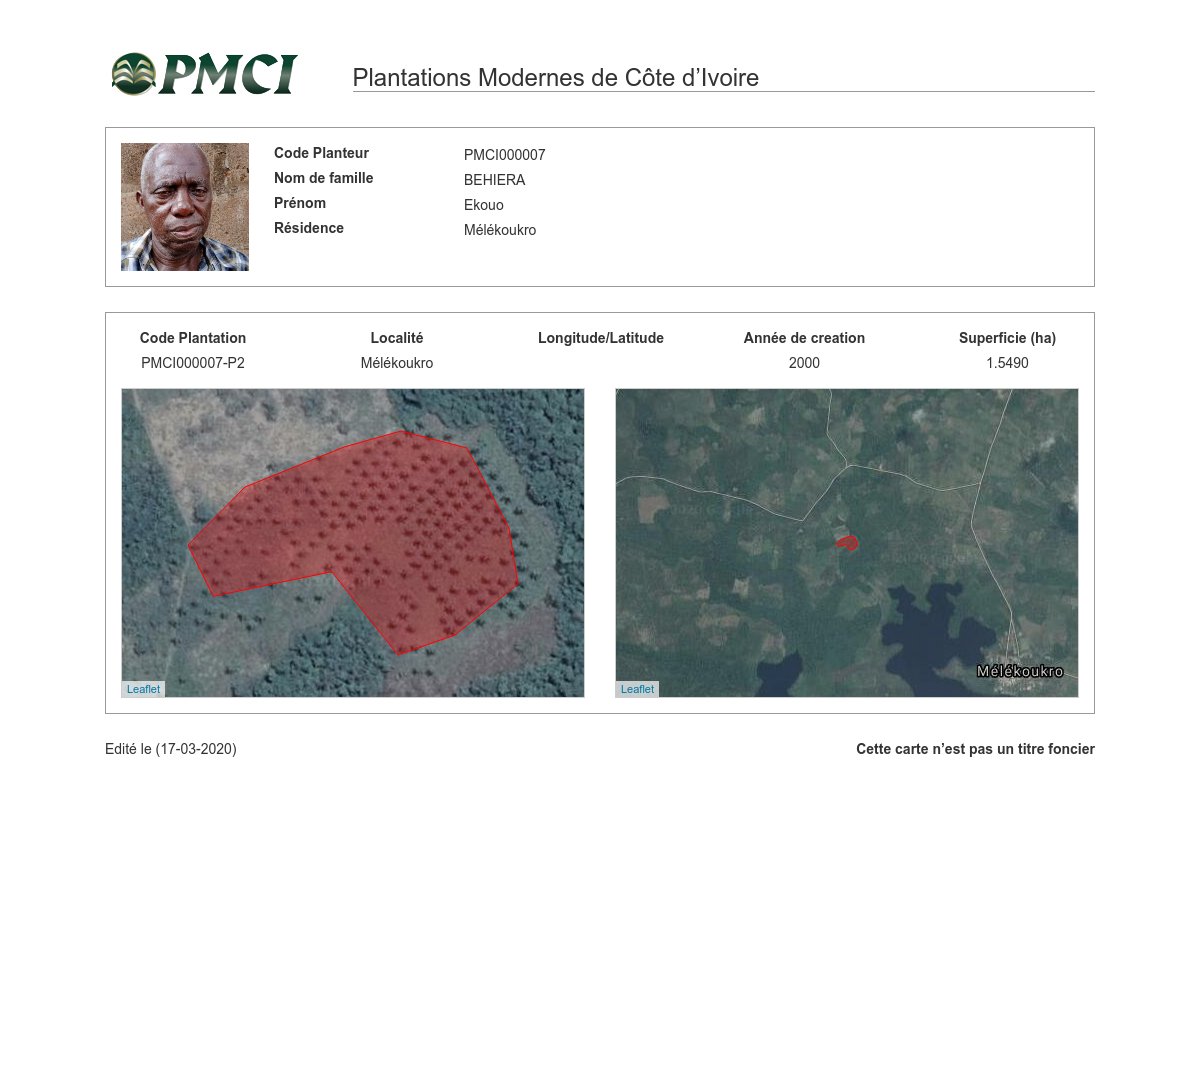 PMCI
Plantations Modernes de Côte d’Ivoire
Code Planteur PMCI000007
Nom de famille BEHIERA
Prénom Ekouo
Résidence Mélékoukro
Code Plantation Localité Longitude/Latitude Année de creation Superficie (ha)
PMCI000007-P2 Mélékoukro 2000 1.5490
Mélékoukro
Leaflet Leaflet
Edité le (17-03-2020) Cette carte n’est pas un titre foncier